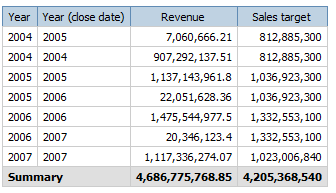 Year Year (close date) Revenue Sales target
2004 2005 7,060,666.21 812,885,300
2004 2004 907,292,137.51 812,885,300
2005 2005 1,137,143,961.8 1,036,923,300
2005 2006 22,051,628.36 1,036,923,300
2006 2006 1,475,544,977.5 1,332,553,100
2006 2007 20,346,123.4 1,332,553,100
2007 2007 1,117,336,274.07 1,023,006,840
Summary 4,686,775,768.85 4,205,368,540